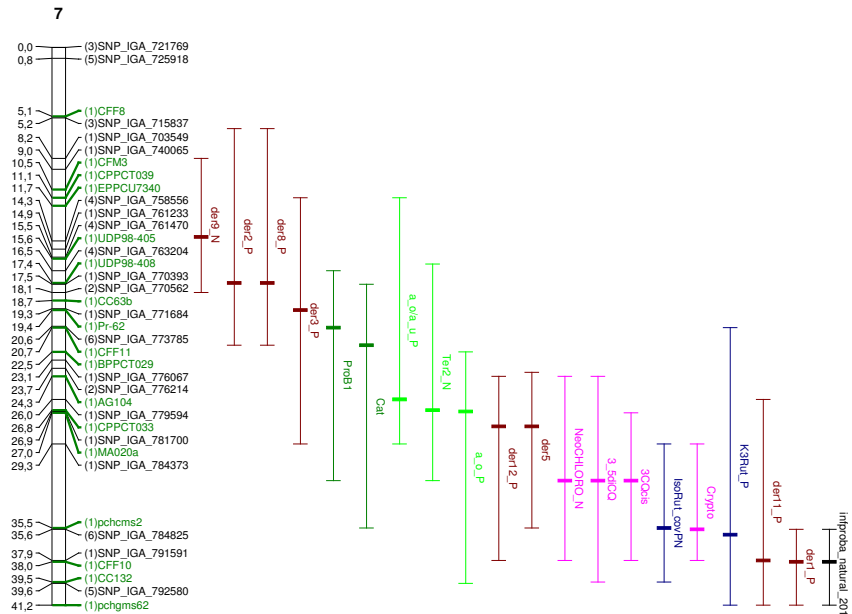 7
0,0 (3)SNP_IGA_721769
0,8 (5)SNP_IGA_725918
5,1 (1)CFF8
5,2 (3)SNP_IGA_715837
8,2 (1)SNP_IGA_703549
9,0 (1)SNP_IGA_740065
10,5 (1)CFM3
11,1 (1)CPPCT039
11,7 (1)EPPCU7340
14,3 (4)SNP_IGA_758556
14,9 (1)SNP_IGA_761233
15,5 (4)SNP_IGA_761470
15,6 (1)UDP98-405
16,5 (4)SNP_IGA_763204
17,4 (1)UDP98-408
17,5 (1)SNP_IGA_770393
18,1 (2)SNP_IGA_770562
18,7 (1)CC63b
19,3 (1)SNP_IGA_771684
19,4 (1)Pr-62
20,6 (6)SNP_IGA_773785
20,7 (1)CFF11
22,5 (1)BPPCT029
23,1 (1)SNP_IGA_776067
23,7 (2)SNP_IGA_776214
24,3 (1)AG104
26,0 (1)SNP_IGA_779594
26,8 (1)CPPCT033
26,9 (1)SNP_IGA_781700
27,0 (1)MA020a
29,3 (1)SNP_IGA_784373
35,5 (1)pchcms2
35,6 (6)SNP_IGA_784825
37,9 (1)SNP_IGA_791591
38,0 (1)CFF10
39,5 (1)CC132
39,6 (5)SNP_IGA_792580
41,2 (1)pchgms62
der9_N
der2_P
der8_P
der3_P
ProB1
Cat
a_o/a_u_P
Ter2_N
a_o_P
der12_P
der5
NeoCHLORO_N
3_5diCQ
3CQcis
IsoRut_covPN
Crypto
K3Rut_P
der11_P
der1_P
infproba_natural_201